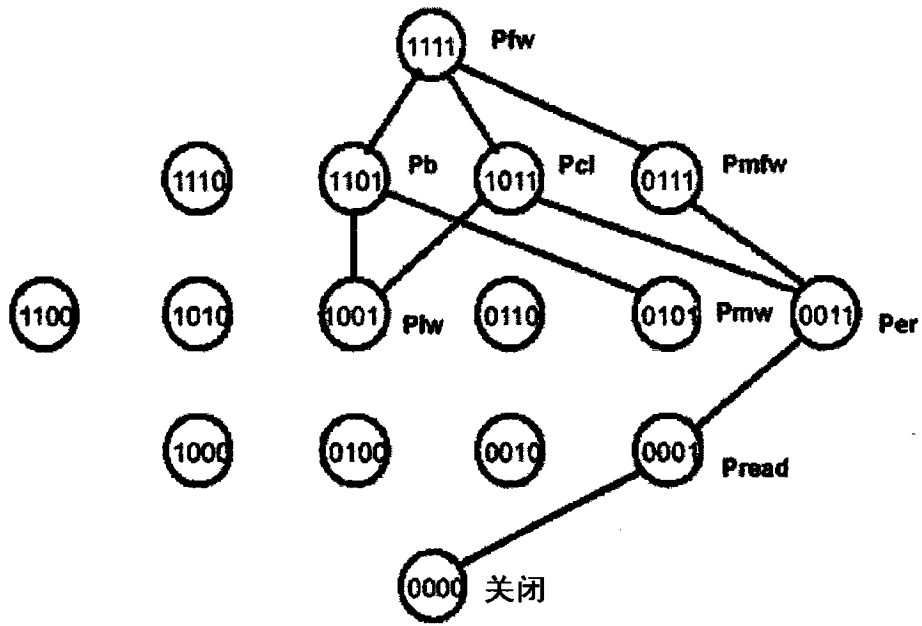 1111 Pfw
1110 1101 Pb 1011 Pcl 0111 Pmfw
1100 1010 1001 Plw 0110 0101 Pmw 0011 Per
1000 0100 0010 0001 Pread
0000 关闭